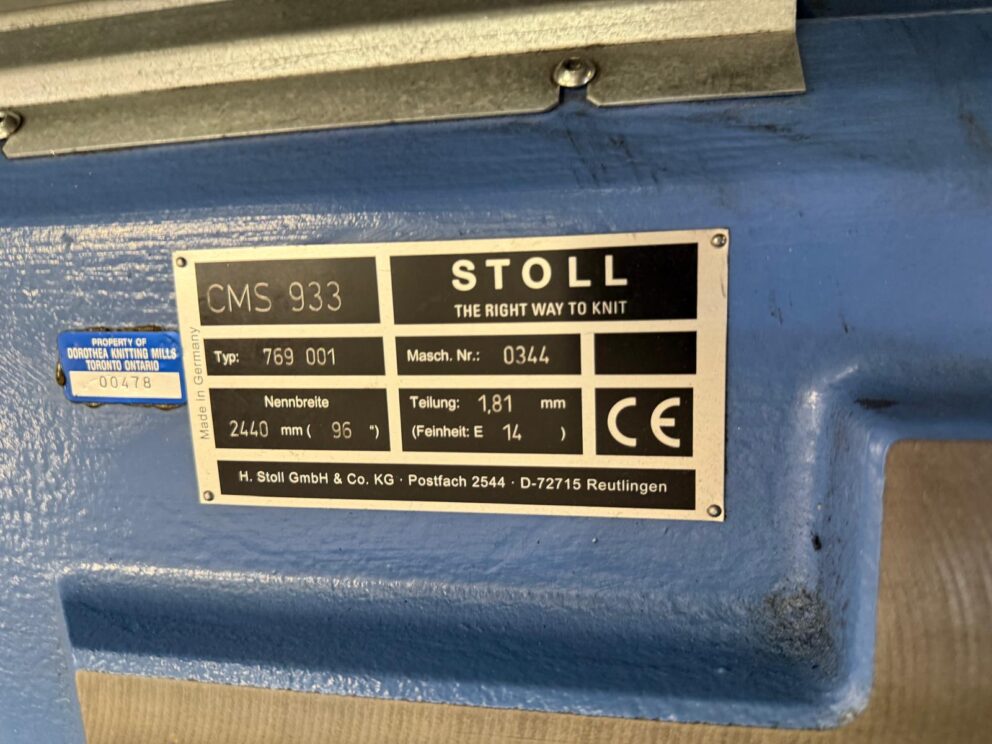 CMS 933
STOLL
THE RIGHT WAY TO KNIT
Typ: 769 001
Masch. Nr.: 0344
Nennbreite
2440 mm ( 96 ")
Teilung: 1,81 mm
(Feinheit: E 14 )
CE
H. Stoll GmbH & Co. KG · Postfach 2544 · D-72715 Reutlingen
Made in Germany
PROPERTY OF
DOROTHEA KNITTING MILLS
TORONTO ONTARIO
00478